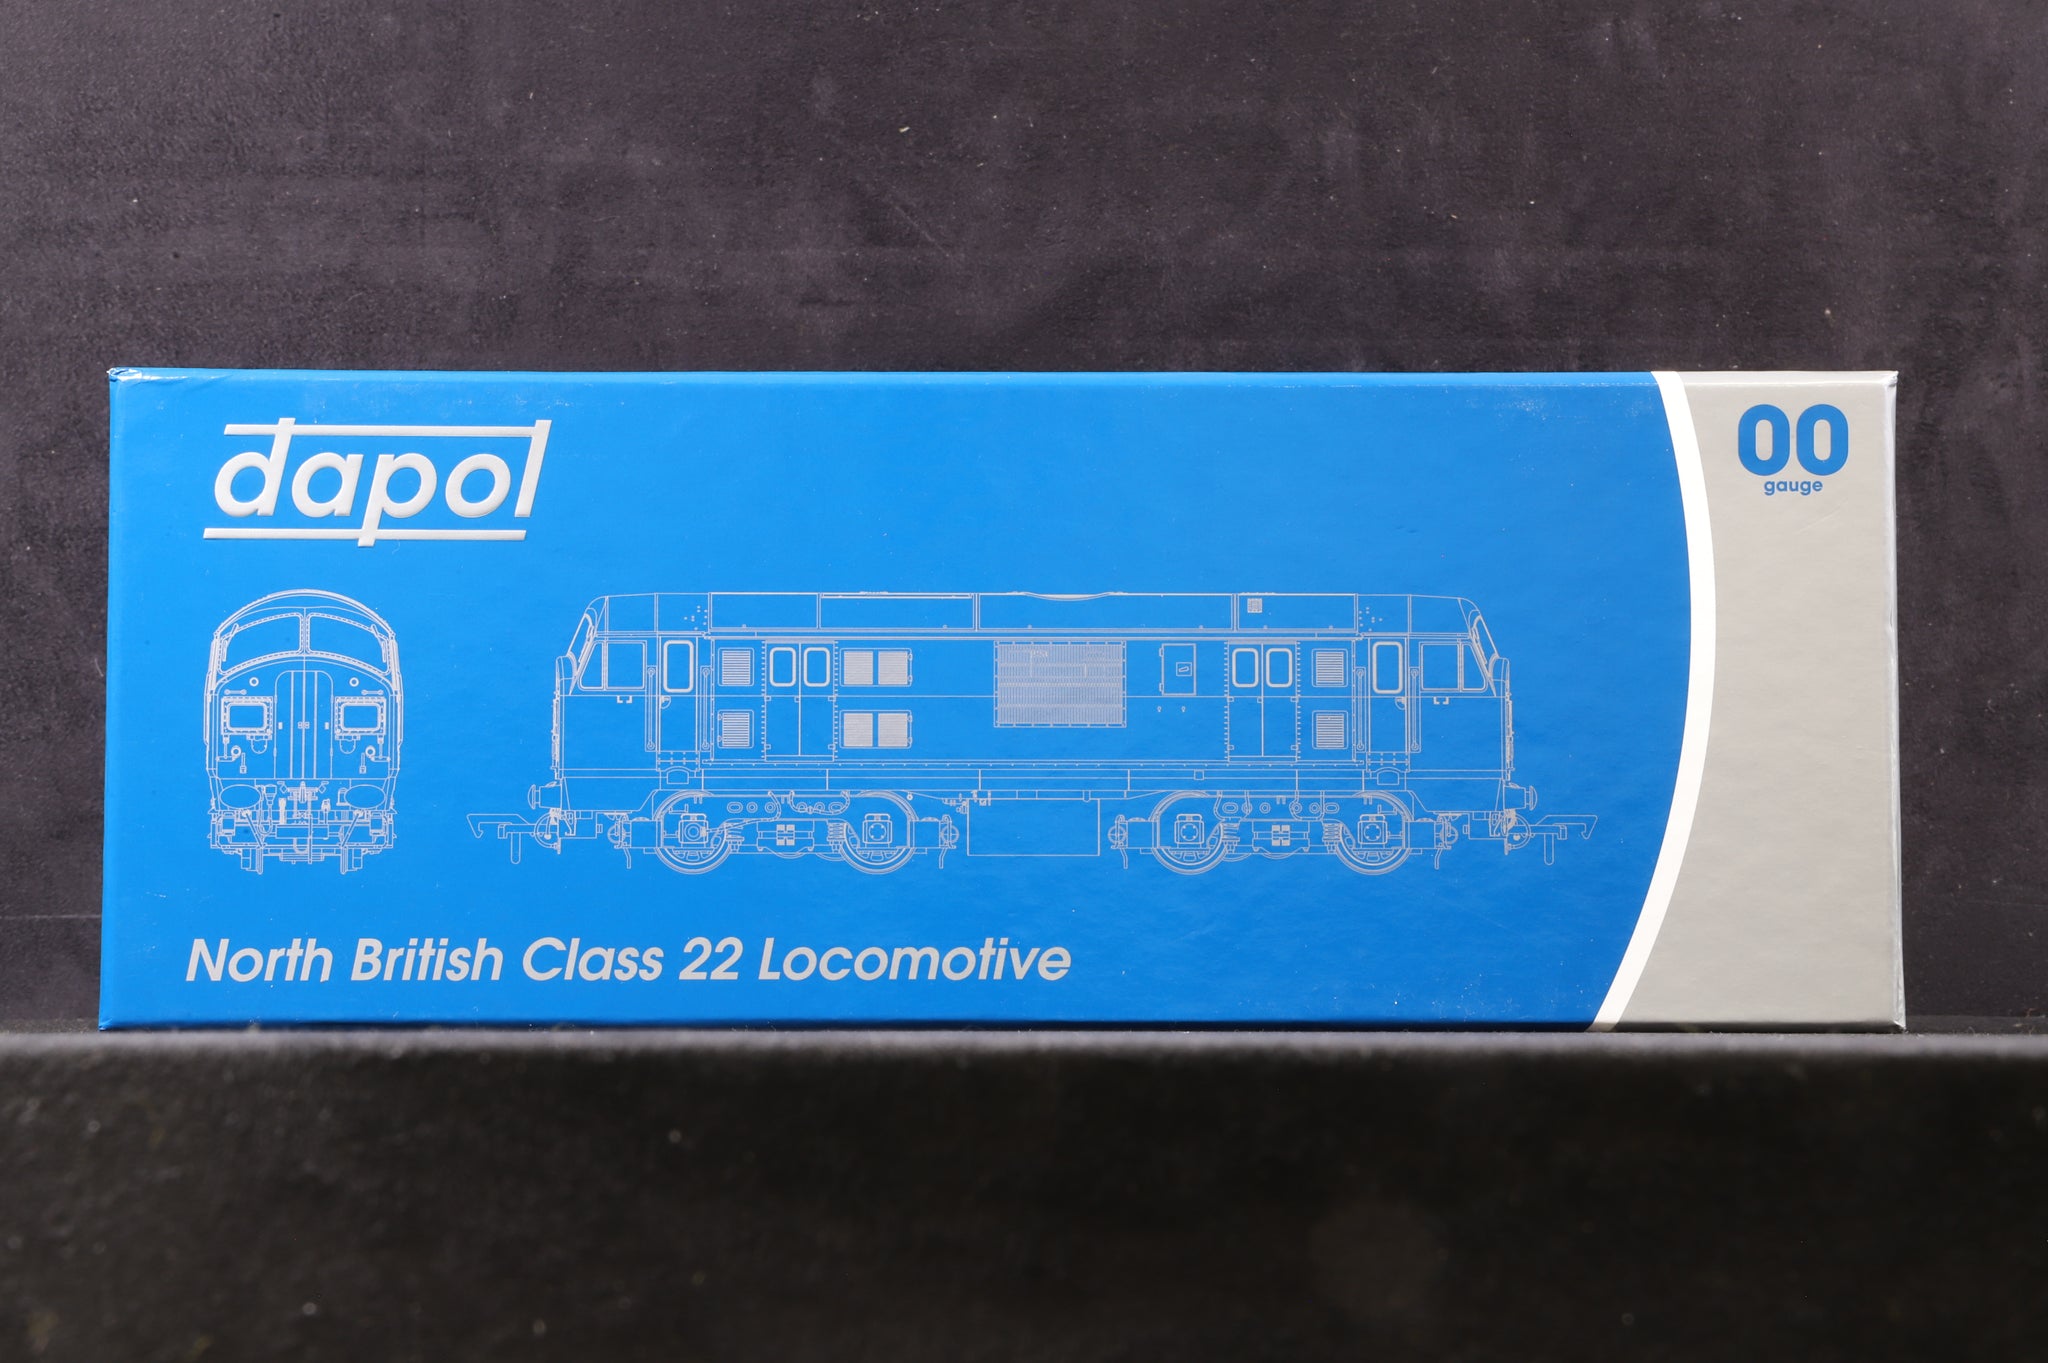 dapol
00
gauge
North British Class 22 Locomotive